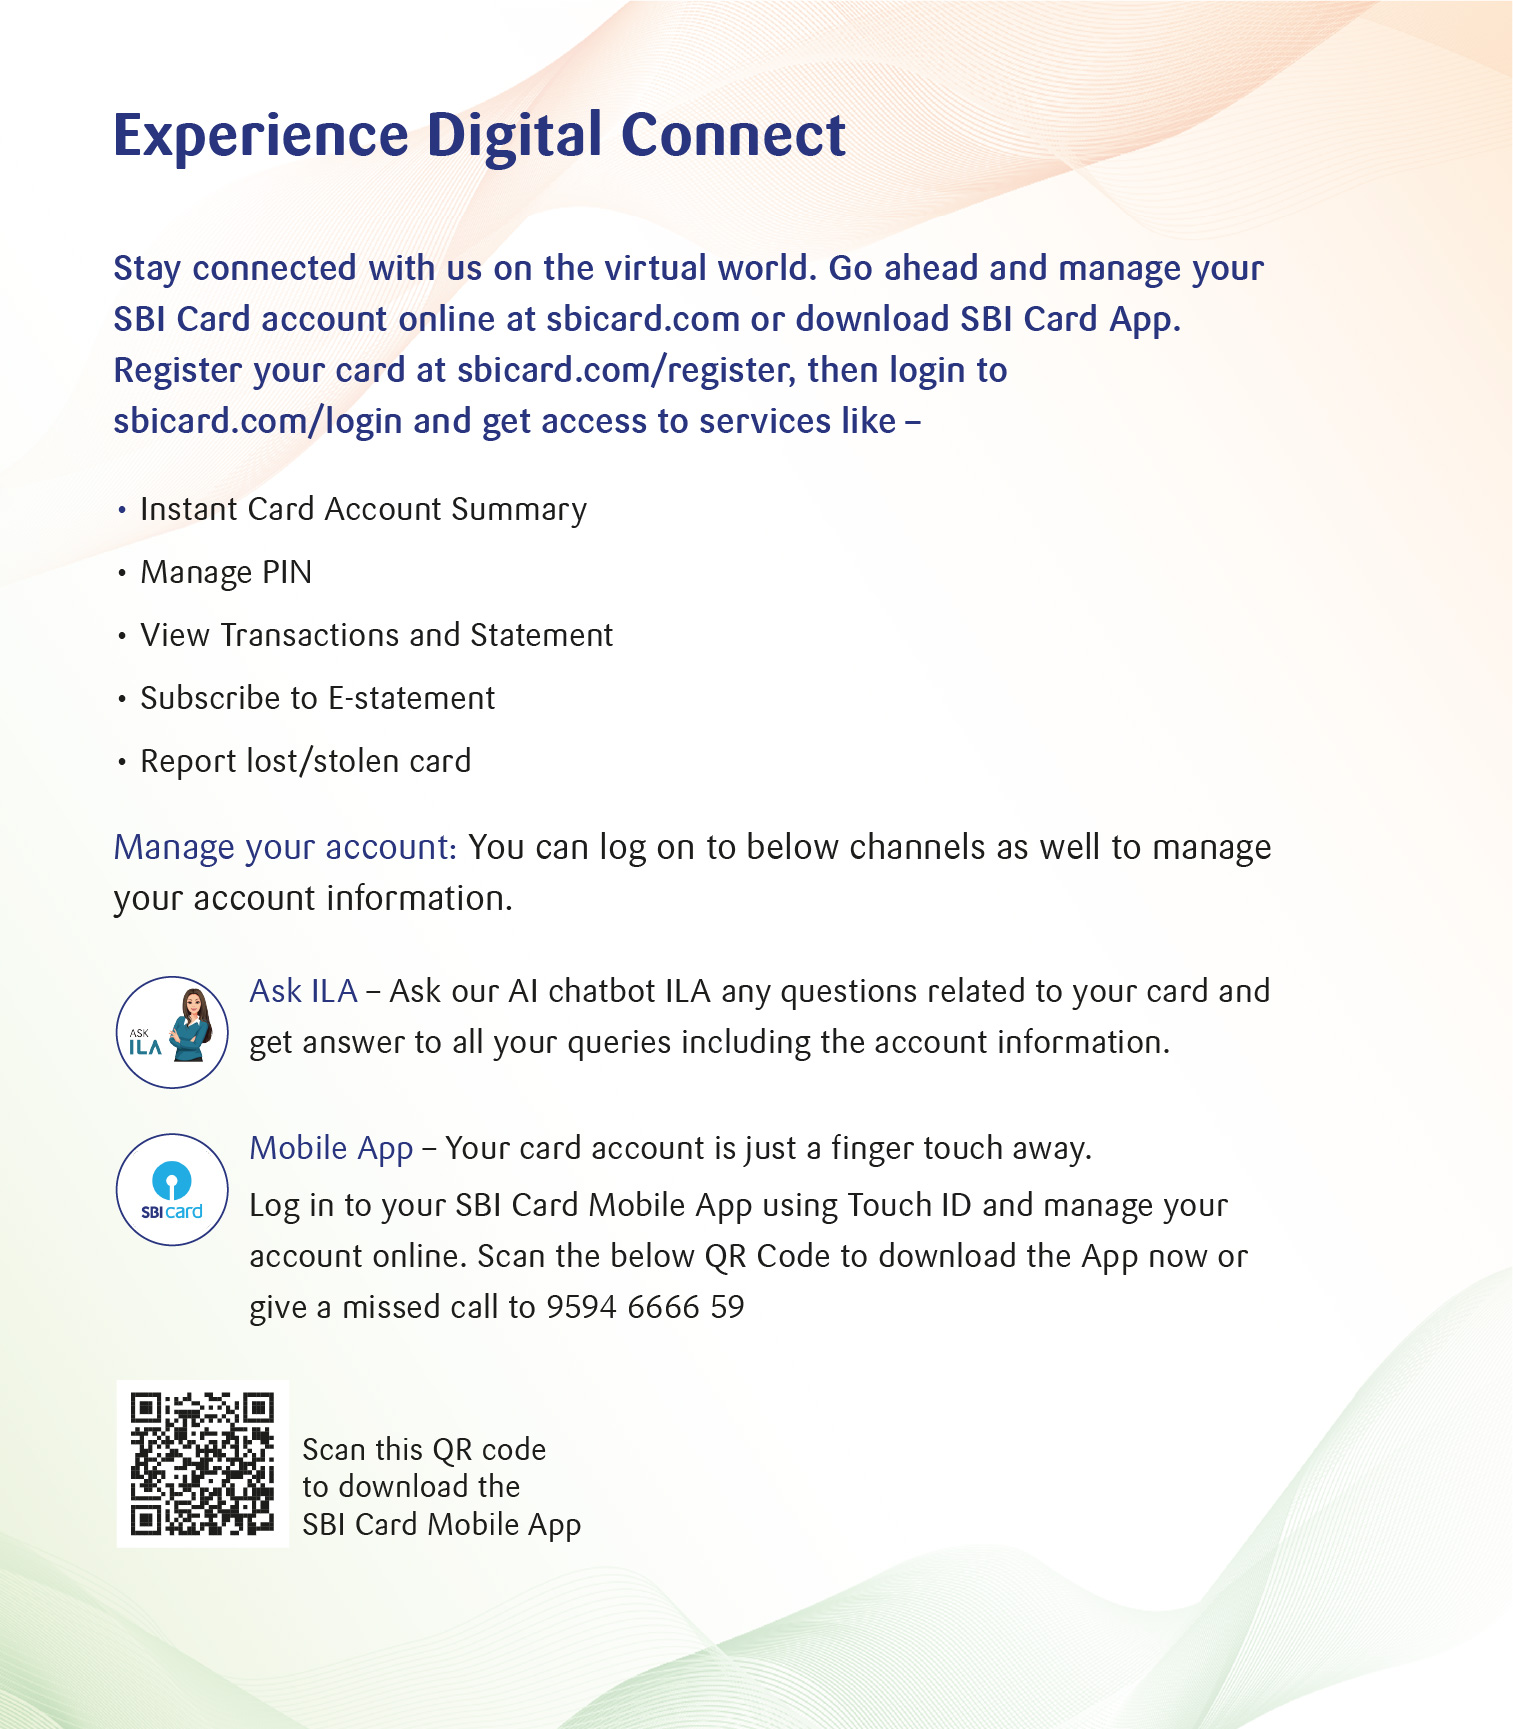 Experience Digital Connect
Stay connected with us on the virtual world. Go ahead and manage your
SBI Card account online at sbicard.com or download SBI Card App.
Register your card at sbicard.com/register, then login to
sbicard.com/login and get access to services like –
• Instant Card Account Summary
• Manage PIN
• View Transactions and Statement
• Subscribe to E-statement
• Report lost/stolen card
Manage your account: You can log on to below channels as well to manage
your account information.
ASK
ILA
Ask ILA – Ask our AI chatbot ILA any questions related to your card and
get answer to all your queries including the account information.
SBI card
Mobile App – Your card account is just a finger touch away.
Log in to your SBI Card Mobile App using Touch ID and manage your
account online. Scan the below QR Code to download the App now or
give a missed call to 9594 6666 59
Scan this QR code
to download the
SBI Card Mobile App